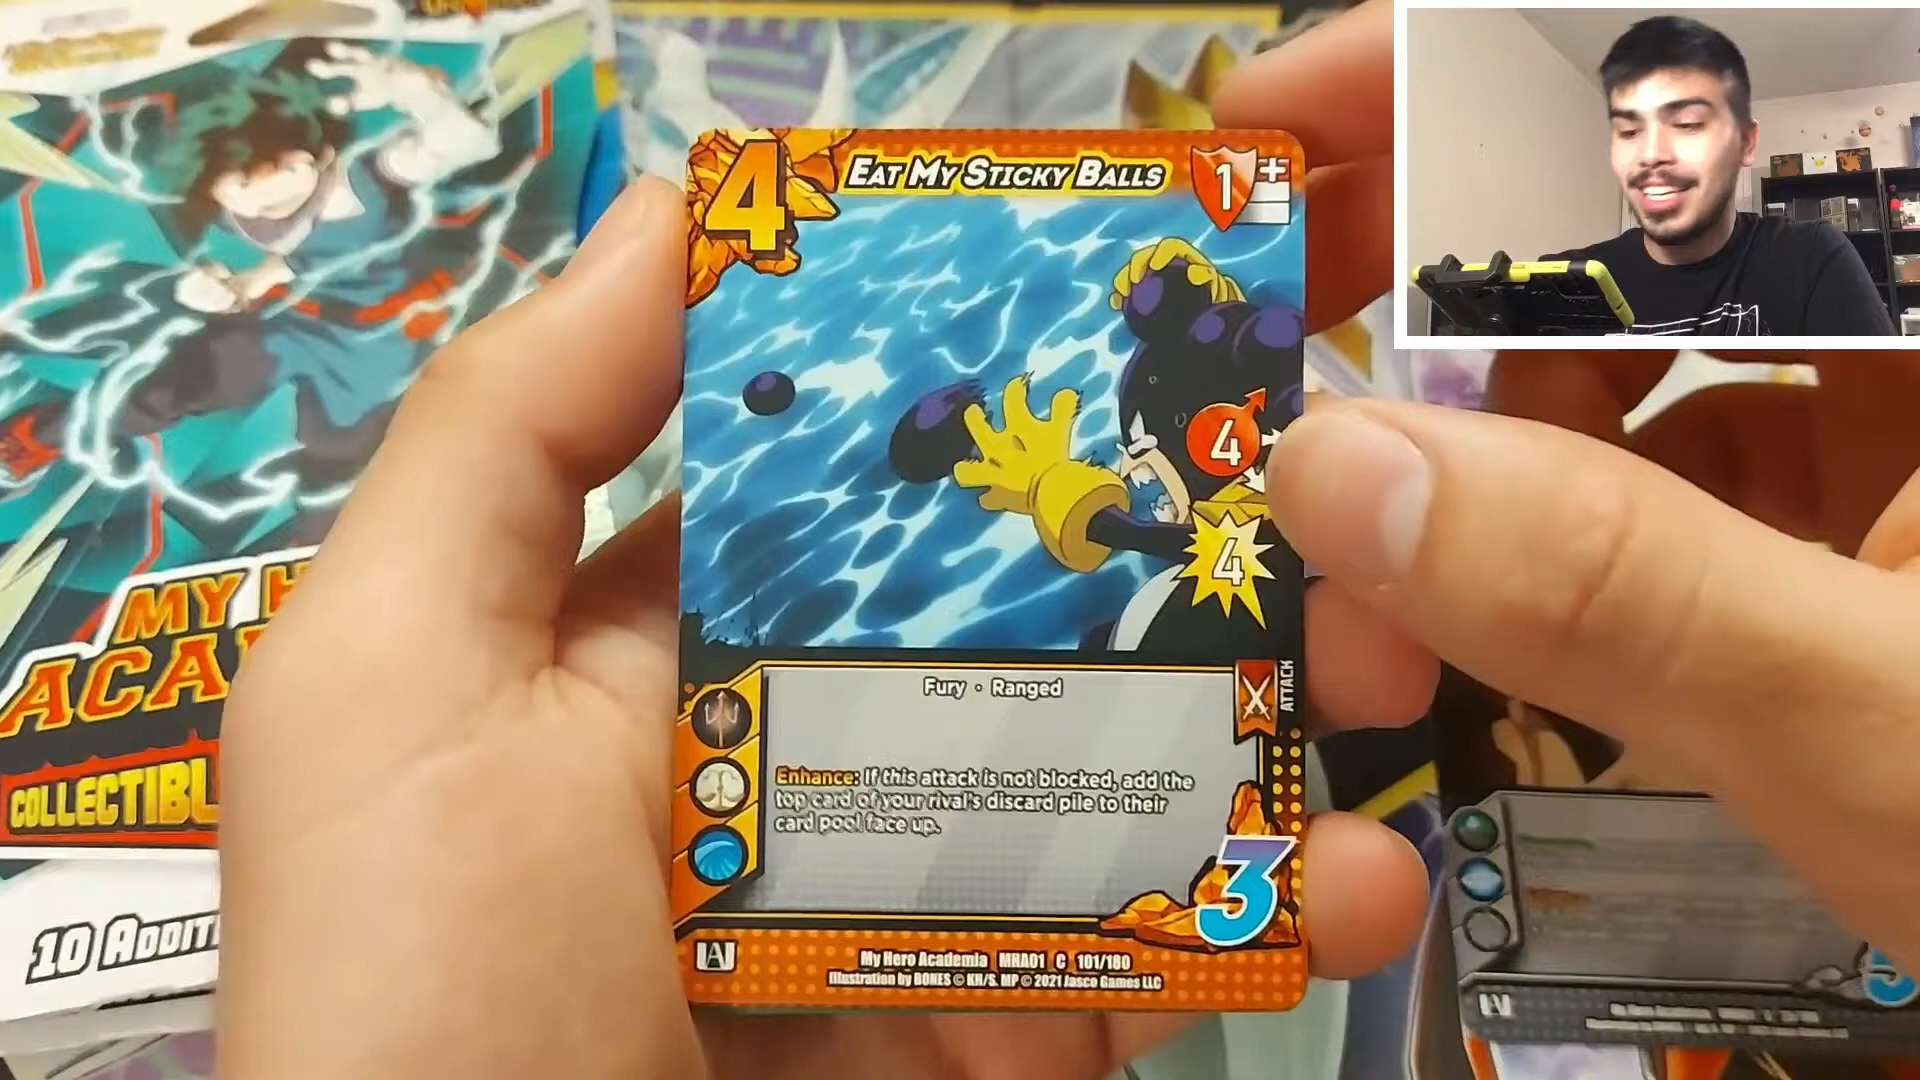 4
EAT MY STICKY BALLS
1
4
4
ATTACK
Fury • Ranged
Enhance: If this attack is not blocked, add the
top card of your rival's discard pile to their
card pool face up.
3
My Hero Academia MHA01 C 101/180
Illustration by BONES © KH/S. MP © 2021 Jasco Games LLC
MY H
ACA
COLLECTIBL
10 ADDIT
5